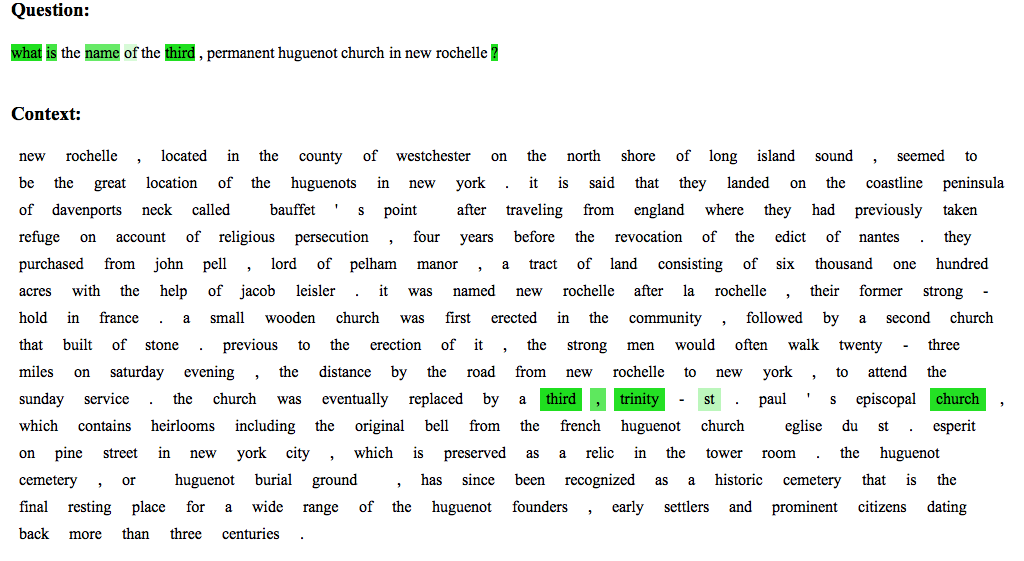 Question:
what is the name of the third , permanent huguenot church in new rochelle ?
Context:
new rochelle , located in the county of westchester on the north shore of long island sound , seemed to
be the great location of the huguenots in new york . it is said that they landed on the coastline peninsula
of davenports neck called bauffet ' s point after traveling from england where they had previously taken
refuge on account of religious persecution , four years before the revocation of the edict of nantes . they
purchased from john pell , lord of pelham manor , a tract of land consisting of six thousand one hundred
acres with the help of jacob leisler . it was named new rochelle after la rochelle , their former strong -
hold in france . a small wooden church was first erected in the community , followed by a second church
that built of stone . previous to the erection of it , the strong men would often walk twenty - three
miles on saturday evening , the distance by the road from new rochelle to new york , to attend the
sunday service . the church was eventually replaced by a third , trinity - st . paul ' s episcopal church ,
which contains heirlooms including the original bell from the french huguenot church eglise du st . esperit
on pine street in new york city , which is preserved as a relic in the tower room . the huguenot
cemetery , or huguenot burial ground , has since been recognized as a historic cemetery that is the
final resting place for a wide range of the huguenot founders , early settlers and prominent citizens dating
back more than three centuries .